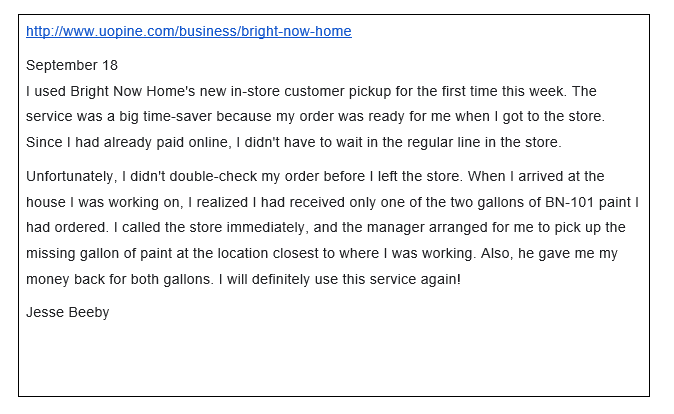 http://www.uopine.com/business/bright-now-home
September 18
I used Bright Now Home's new in-store customer pickup for the first time this week. The
service was a big time-saver because my order was ready for me when I got to the store.
Since I had already paid online, I didn't have to wait in the regular line in the store.
Unfortunately, I didn't double-check my order before I left the store. When I arrived at the
house I was working on, I realized I had received only one of the two gallons of BN-101 paint I
had ordered. I called the store immediately, and the manager arranged for me to pick up the
missing gallon of paint at the location closest to where I was working. Also, he gave me my
money back for both gallons. I will definitely use this service again!
Jesse Beeby